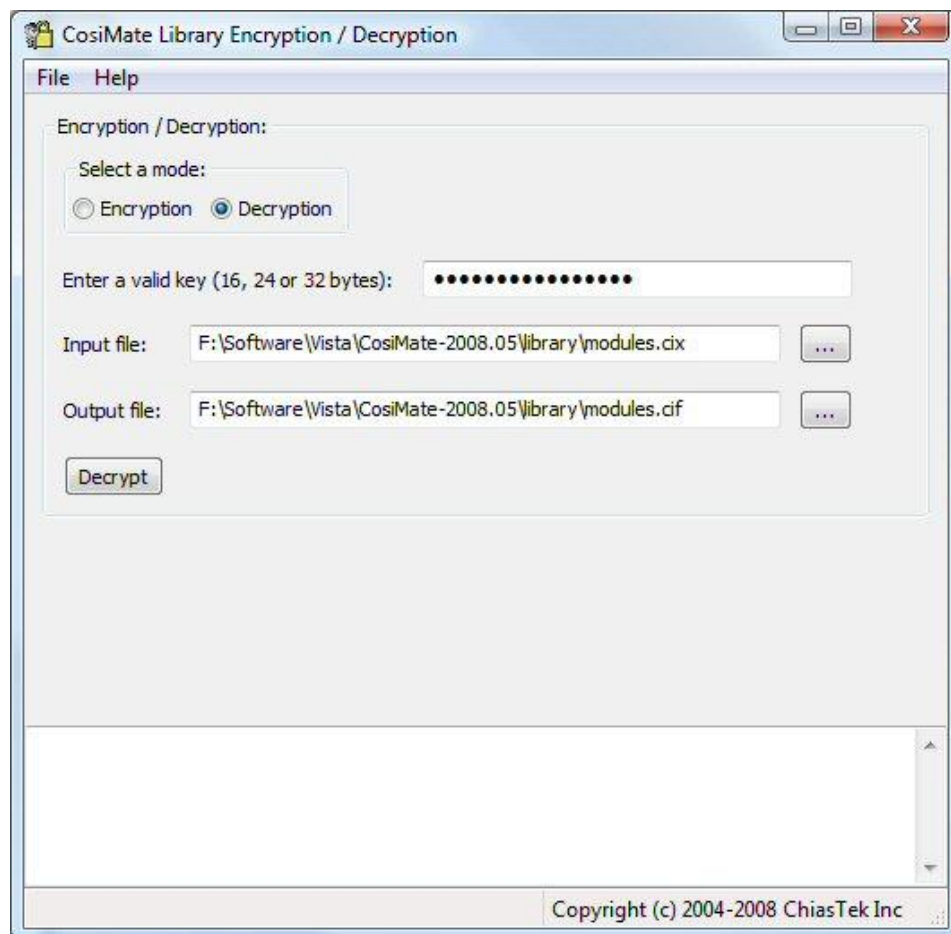 CosiMate Library Encryption / Decryption
File Help
Encryption / Decryption:
Select a mode:
Encryption Decryption
Enter a valid key (16, 24 or 32 bytes): ••••••••••••••••
Input file: F:\Software\Vista\CosiMate-2008.05\library\modules.cix ...
Output file: F:\Software\Vista\CosiMate-2008.05\library\modules.cif ...
Decrypt
Copyright (c) 2004-2008 ChiasTek Inc